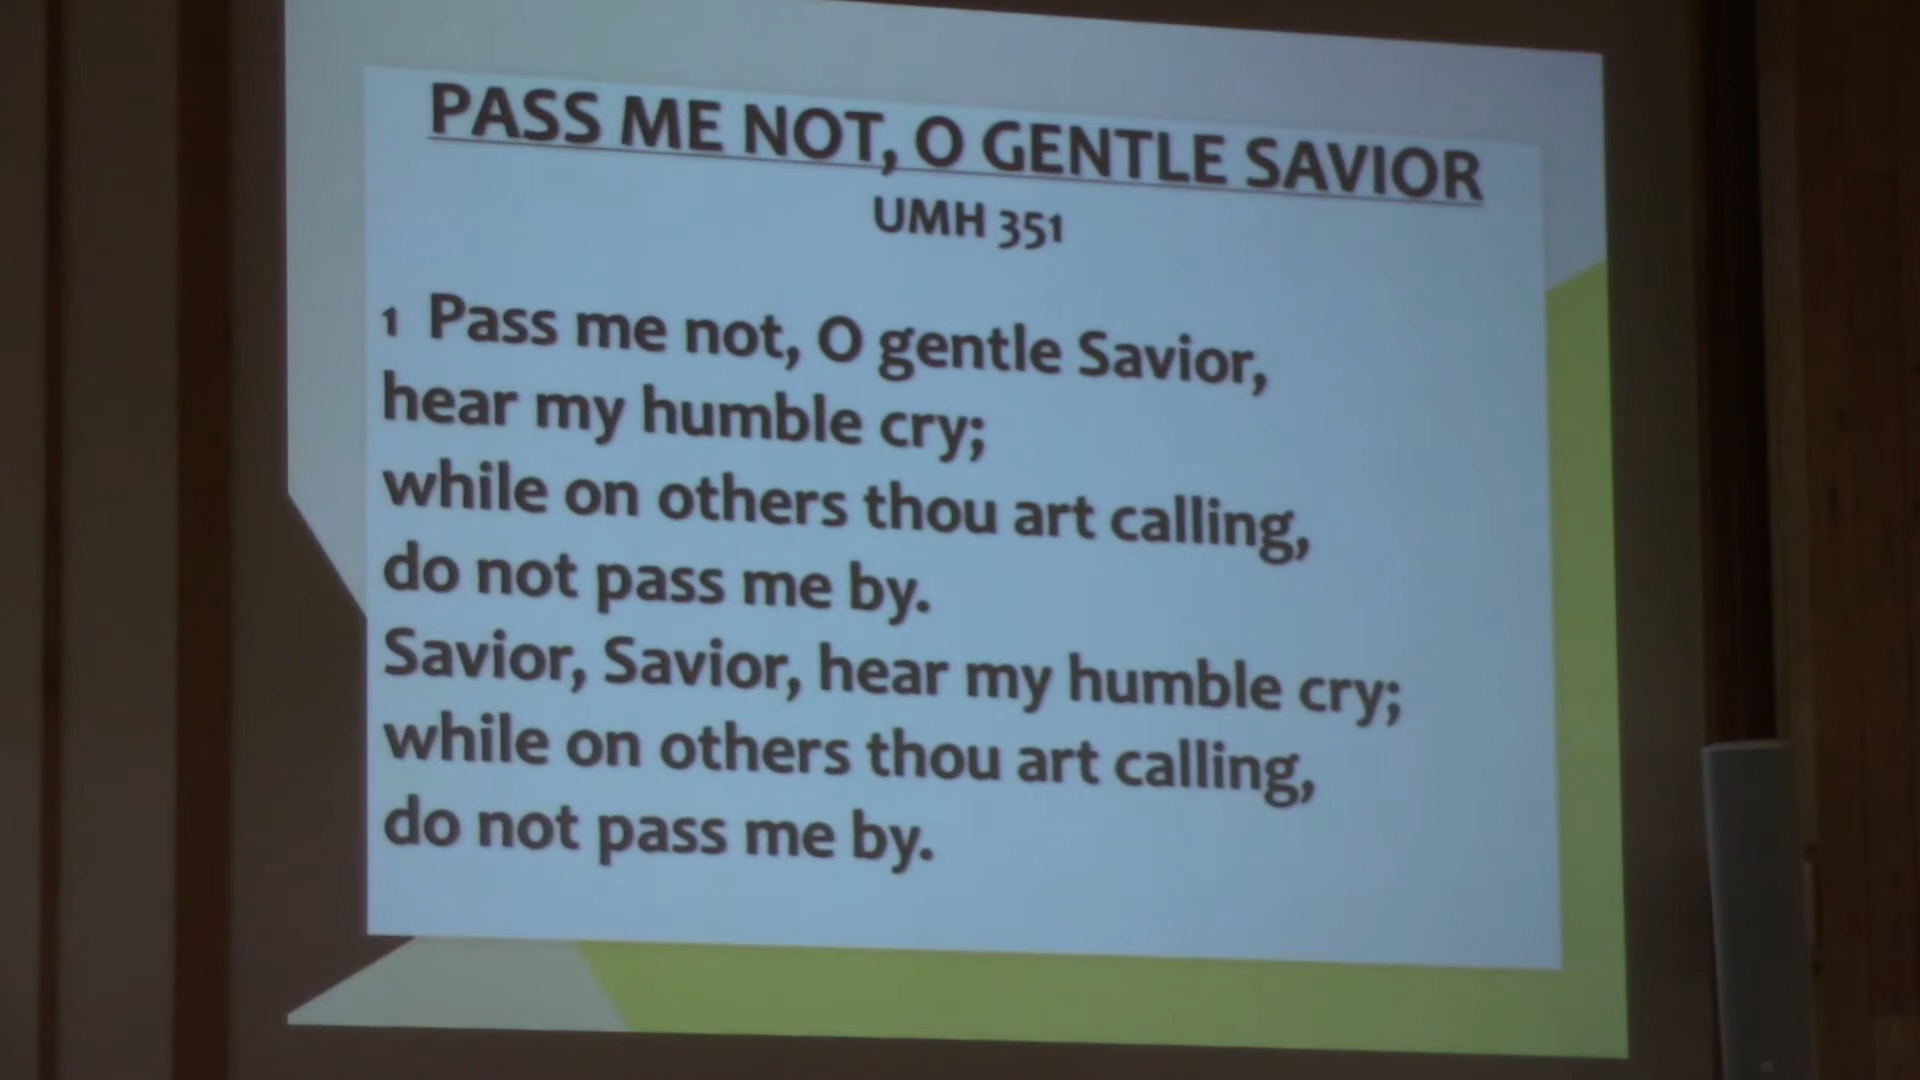 PASS ME NOT, O GENTLE SAVIOR
UMH 351
1 Pass me not, O gentle Savior,
hear my humble cry;
while on others thou art calling,
do not pass me by.
Savior, Savior, hear my humble cry;
while on others thou art calling,
do not pass me by.